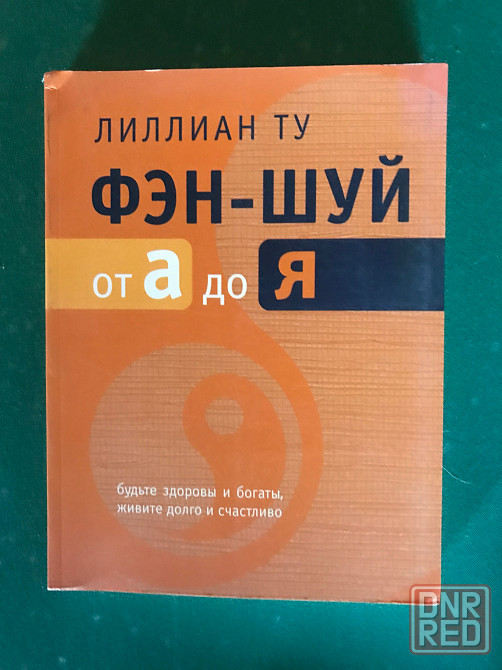 ЛИЛЛИАН ТУ
ФЭН-ШУЙ
от а до я
будьте здоровы и богаты,
живите долго и счастливо
DNR
RED